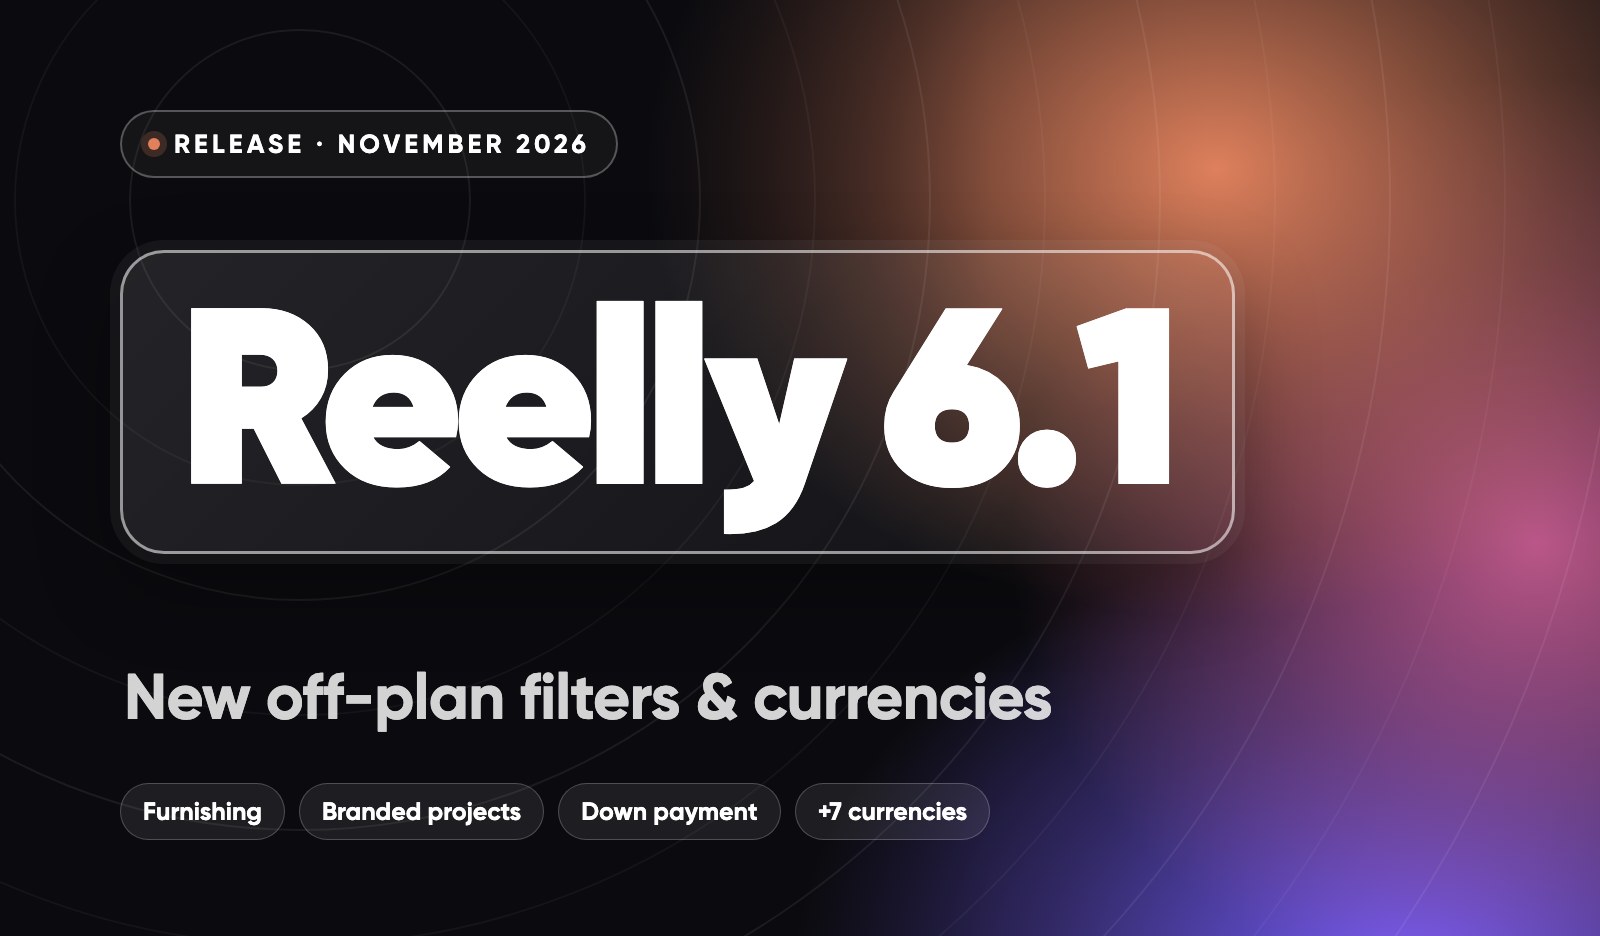 RELEASE · NOVEMBER 2026
Reelly 6.1
New off-plan filters & currencies
Furnishing
Branded projects
Down payment
+7 currencies